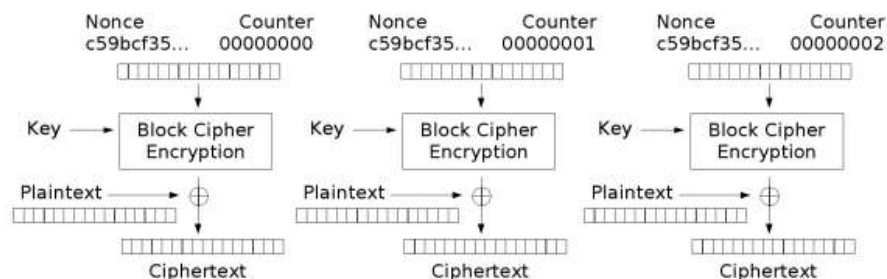 Nonce Counter Nonce Counter Nonce Counter
c59bcf35... 00000000 c59bcf35... 00000001 c59bcf35... 00000002
Key Block Cipher Key Block Cipher Key Block Cipher
Encryption Encryption Encryption
Plaintext Plaintext Plaintext
Ciphertext Ciphertext Ciphertext